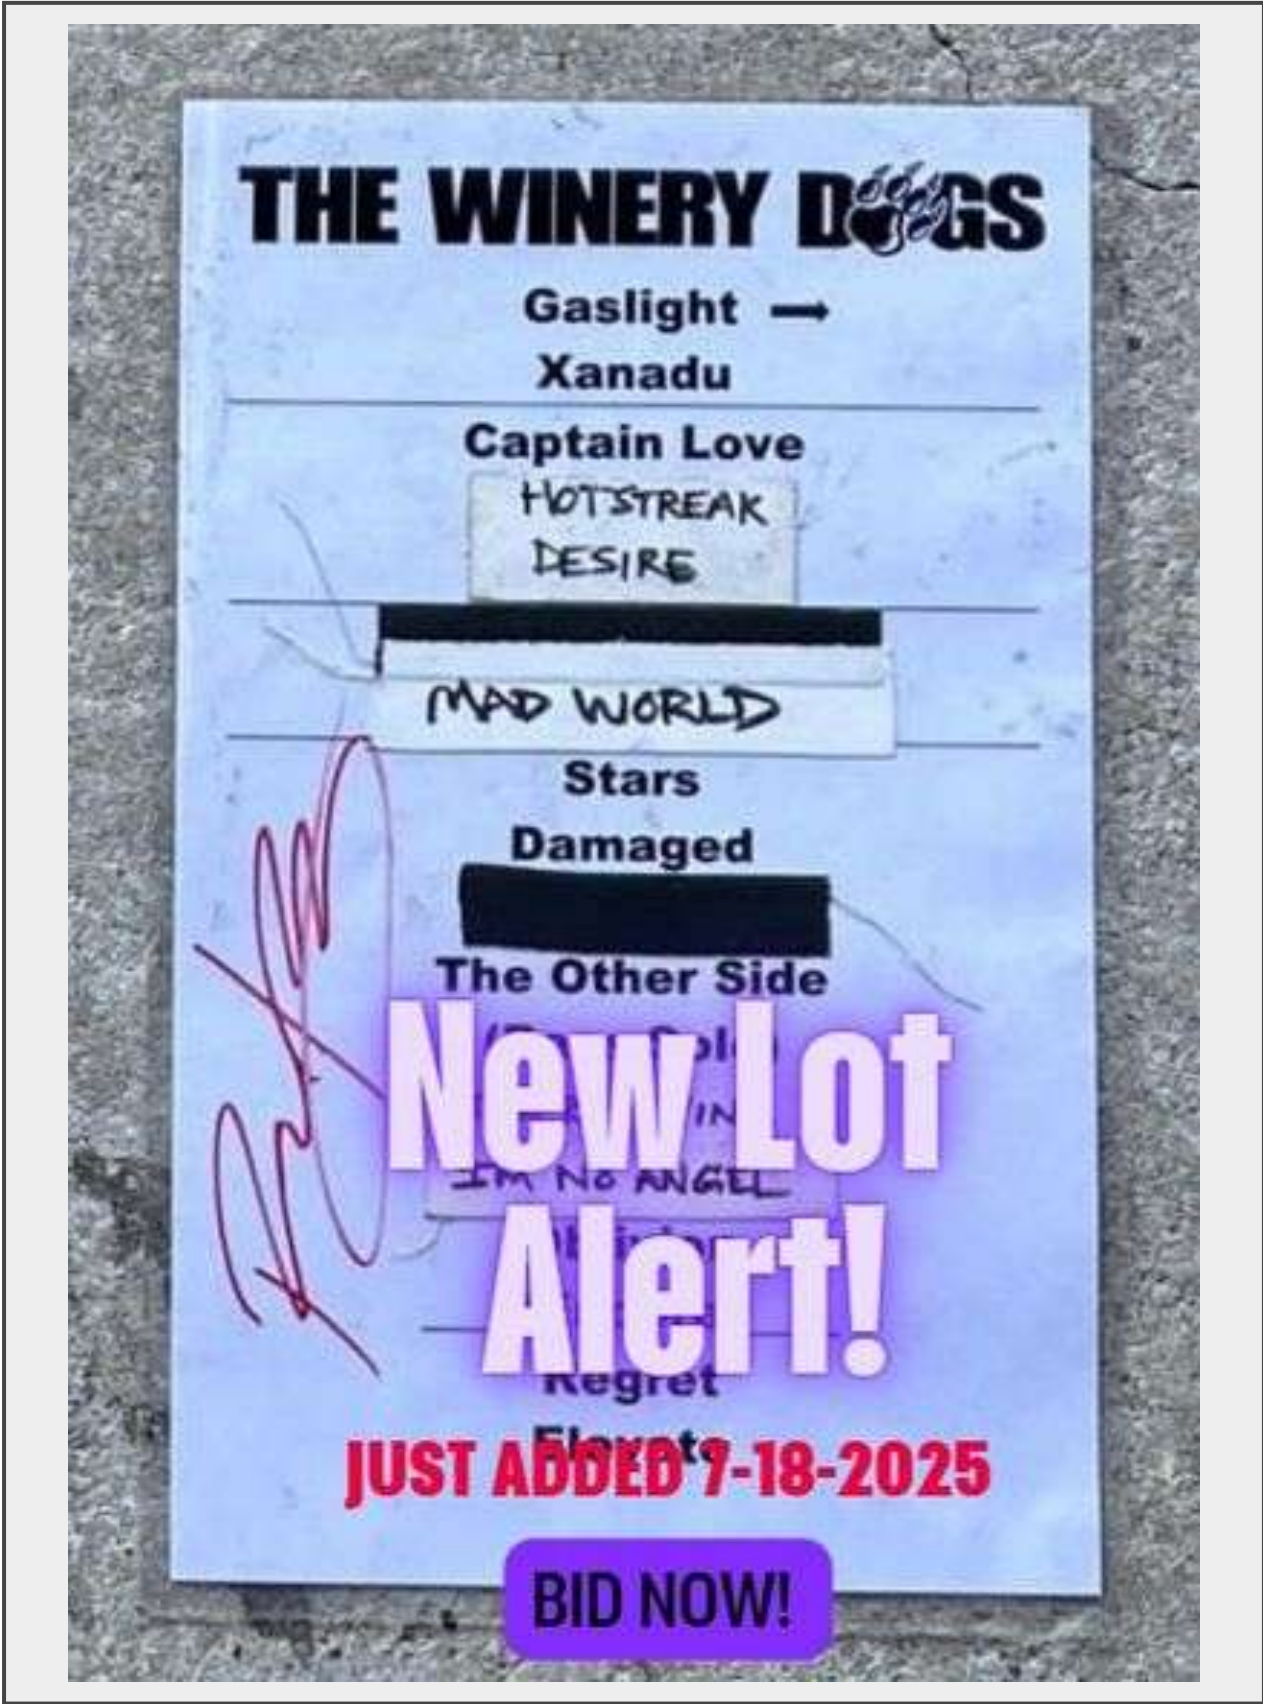 THE WINERY DOGS
Gaslight →
Xanadu
Captain Love
HOTSTREAK
DESIRE
MAD WORLD
Stars
Damaged
The Other Side
New Lot
I'M NO ANGEL
Alert!
Regret
Elevate
JUST ADDED 7-18-2025
BID NOW!